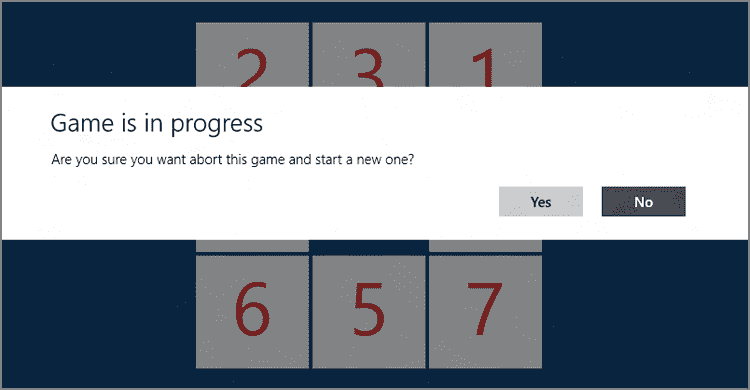 2 3 1
Game is in progress
Are you sure you want abort this game and start a new one?
Yes No
6 5 7